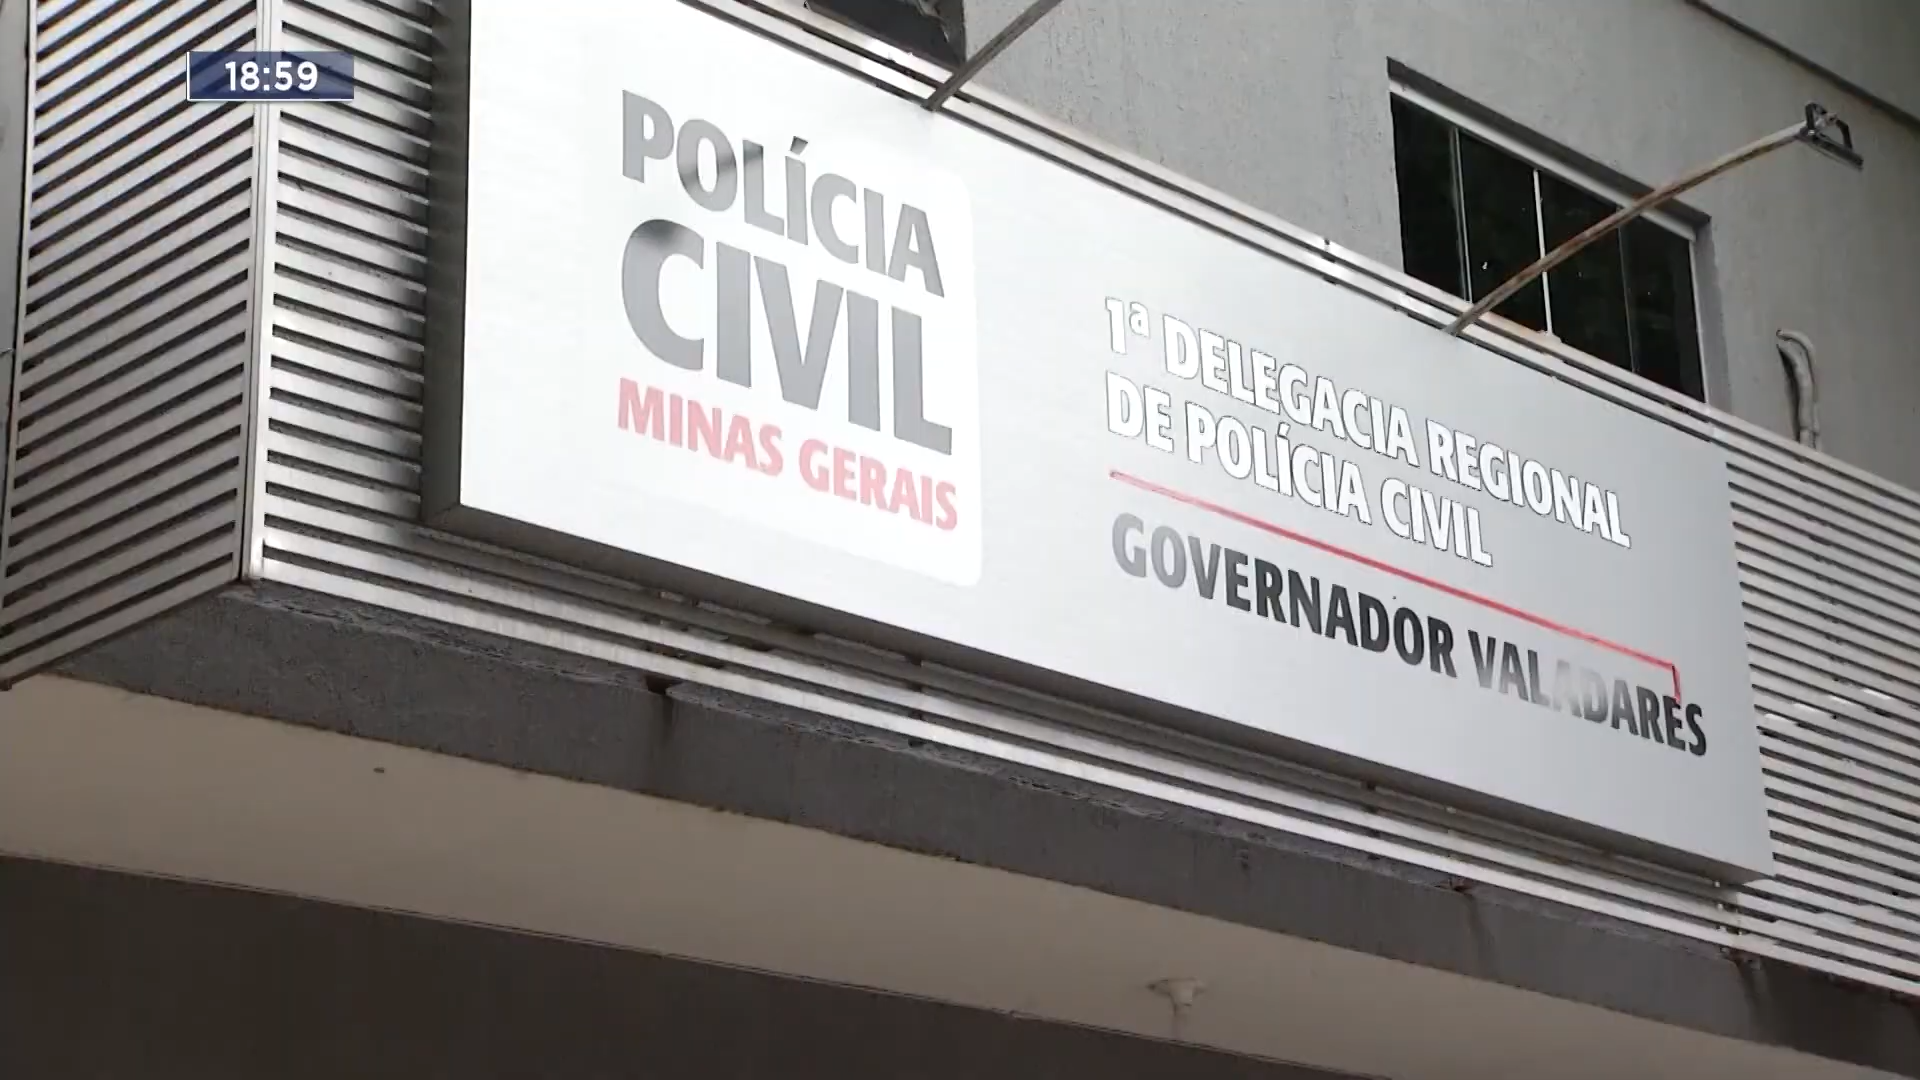 18:59
POLÍCIA
CIVIL
MINAS GERAIS
1ª DELEGACIA REGIONAL
DE POLÍCIA CIVIL
GOVERNADOR VALADARES